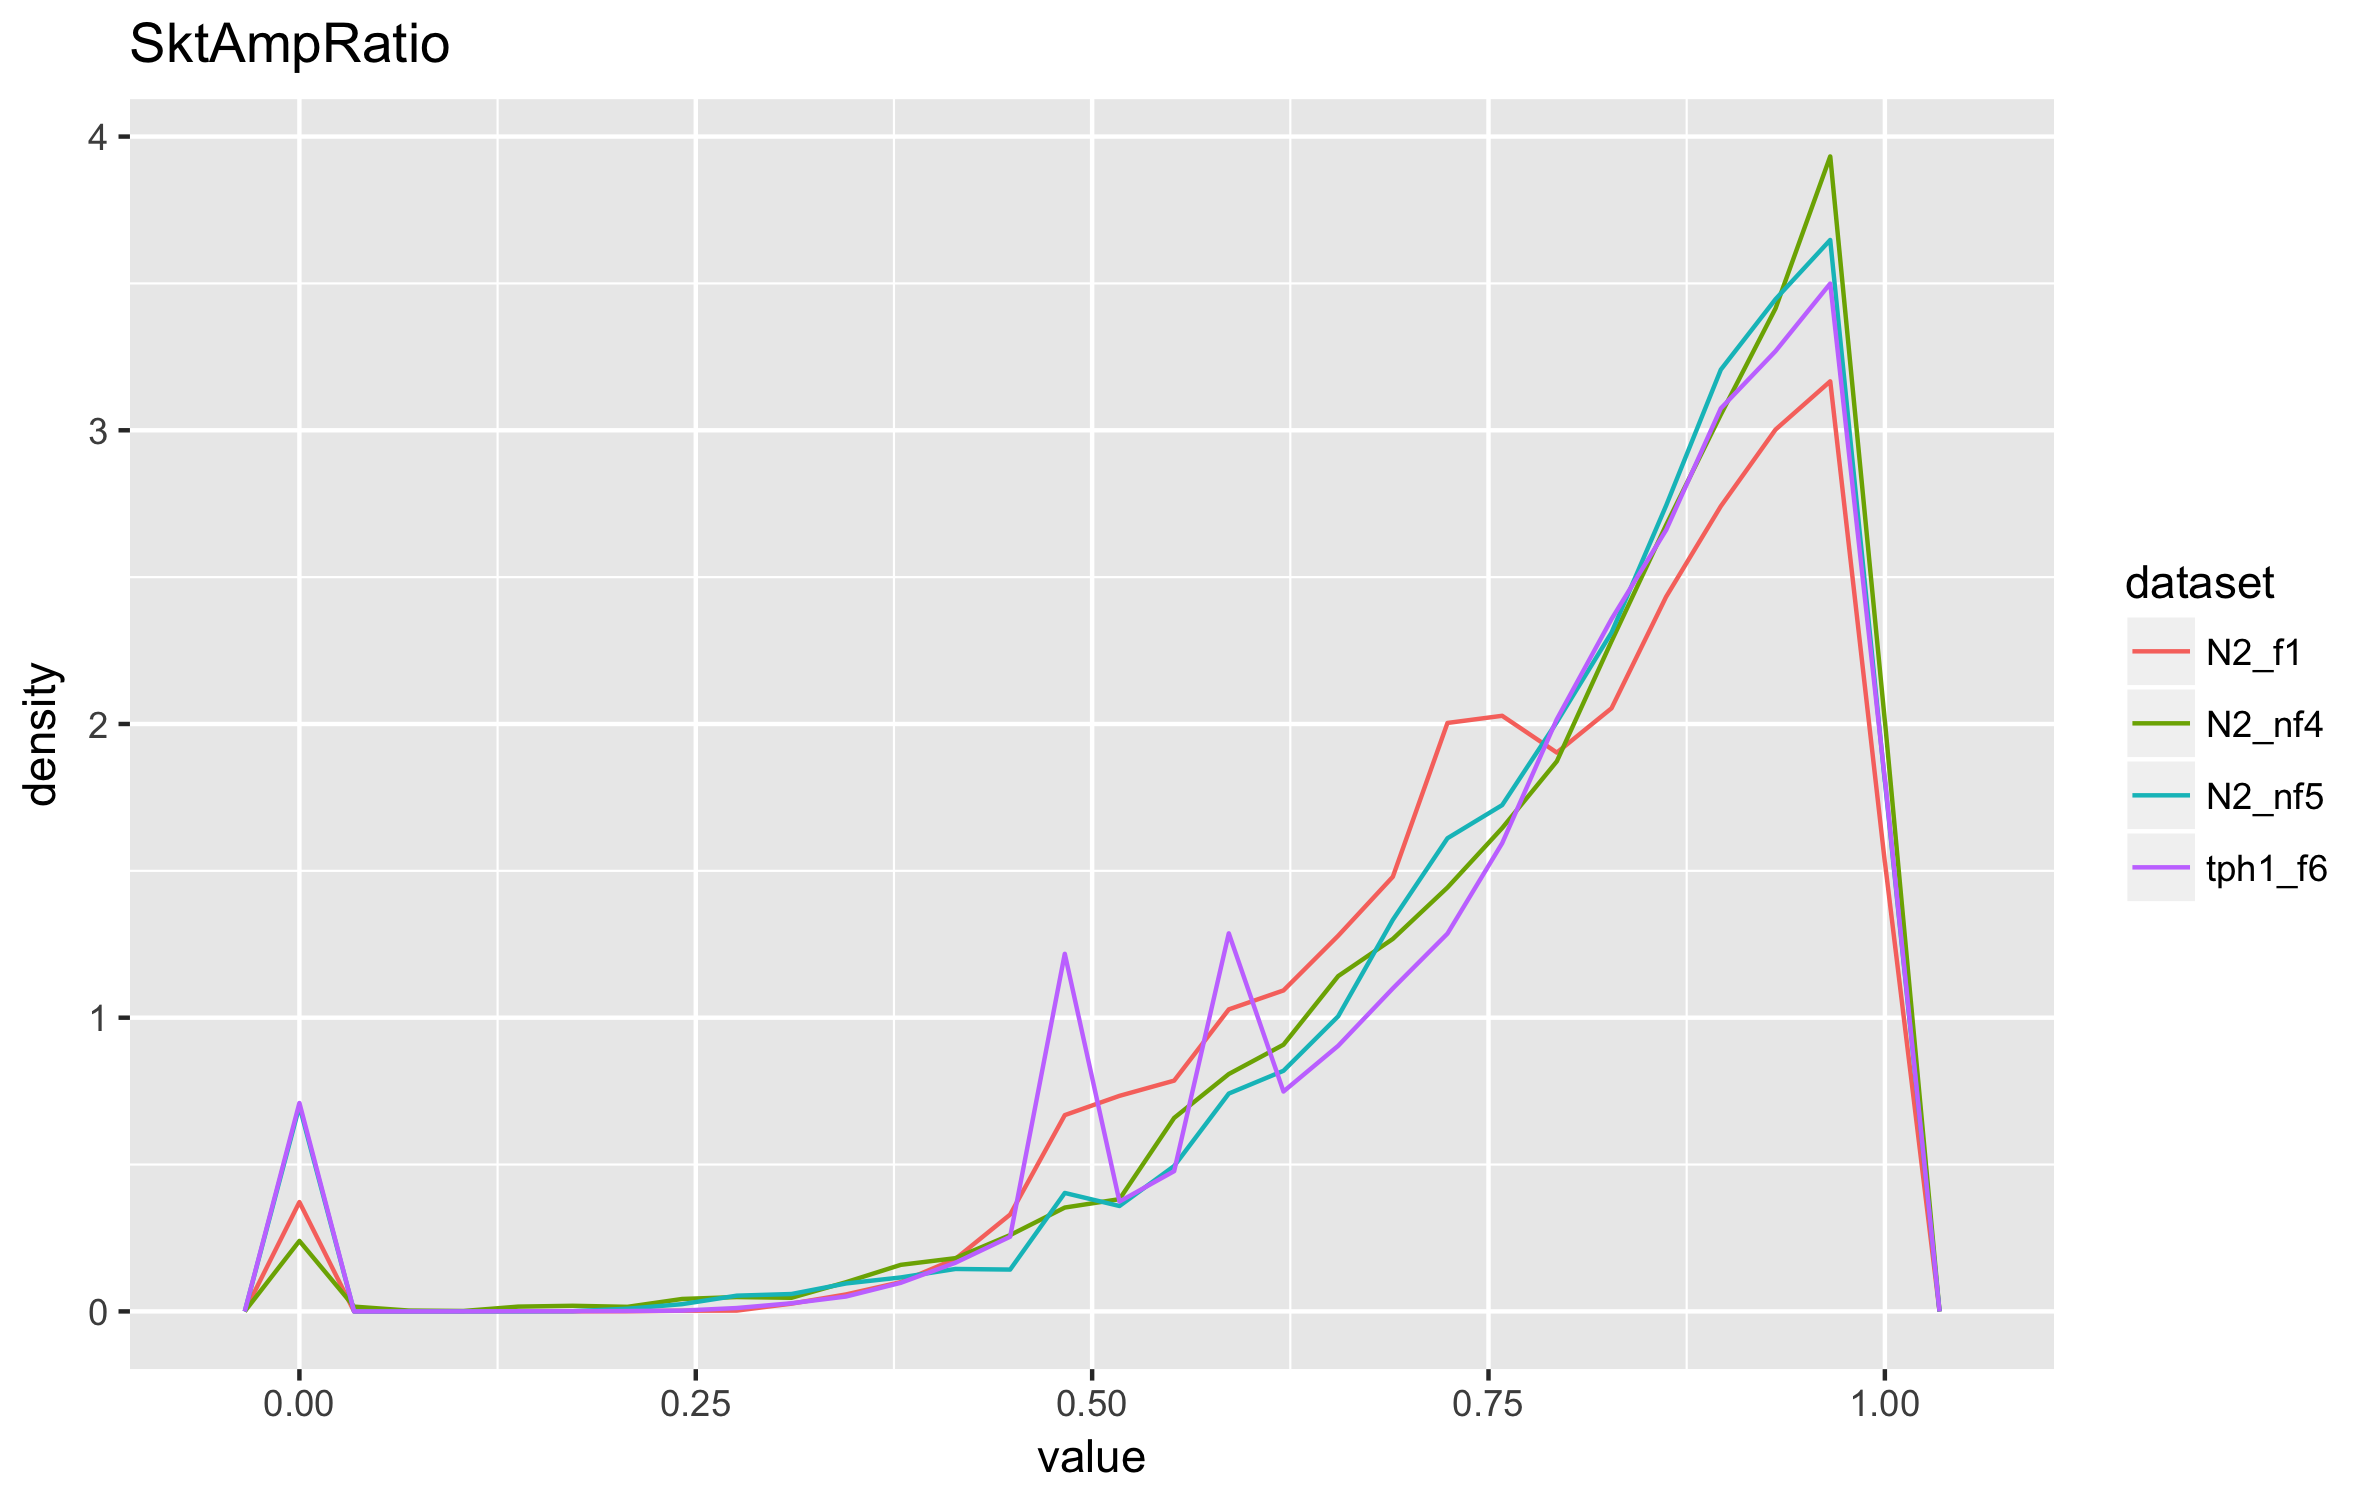 SktAmpRatio
4
3
2
1
0
density
0.00
0.25
0.50
0.75
1.00
value
dataset
N2_f1
N2_nf4
N2_nf5
tph1_f6